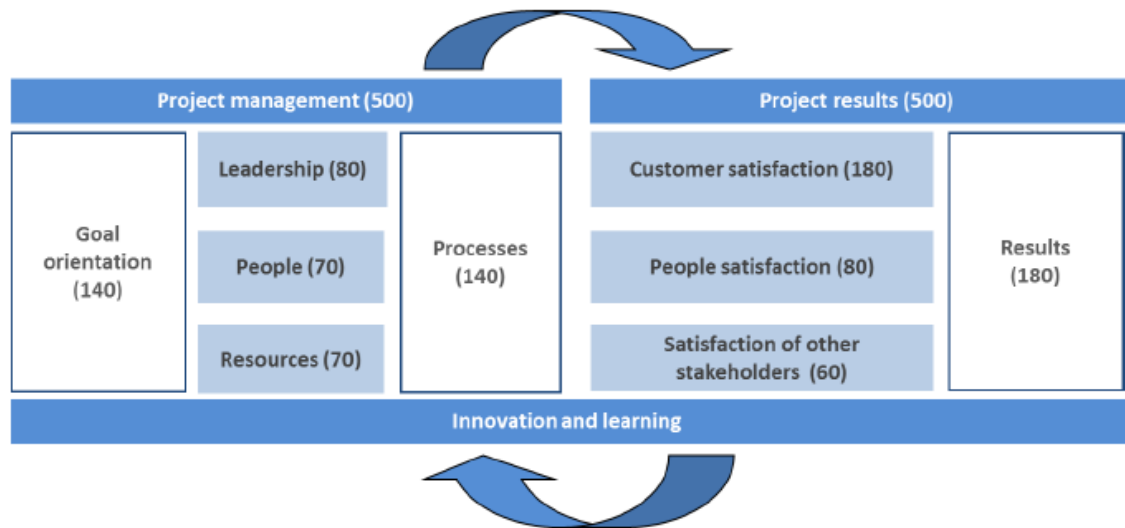 Project management (500)
Project results (500)
Goal
orientation
(140)
Leadership (80)
People (70)
Resources (70)
Processes
(140)
Customer satisfaction (180)
People satisfaction (80)
Satisfaction of other
stakeholders (60)
Results
(180)
Innovation and learning